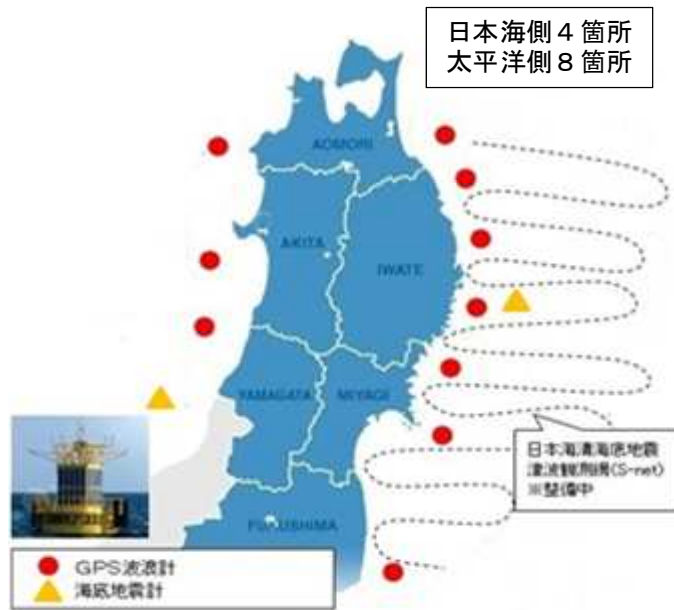 日本海側4箇所
太平洋側8箇所
AOMORI
AKITA
IWATE
YAMAGATA
MIYAGI
FUKUSHIMA
日本海溝海底地震
津波観測網(S-net)
※整備中
GPS波浪計
海底地震計